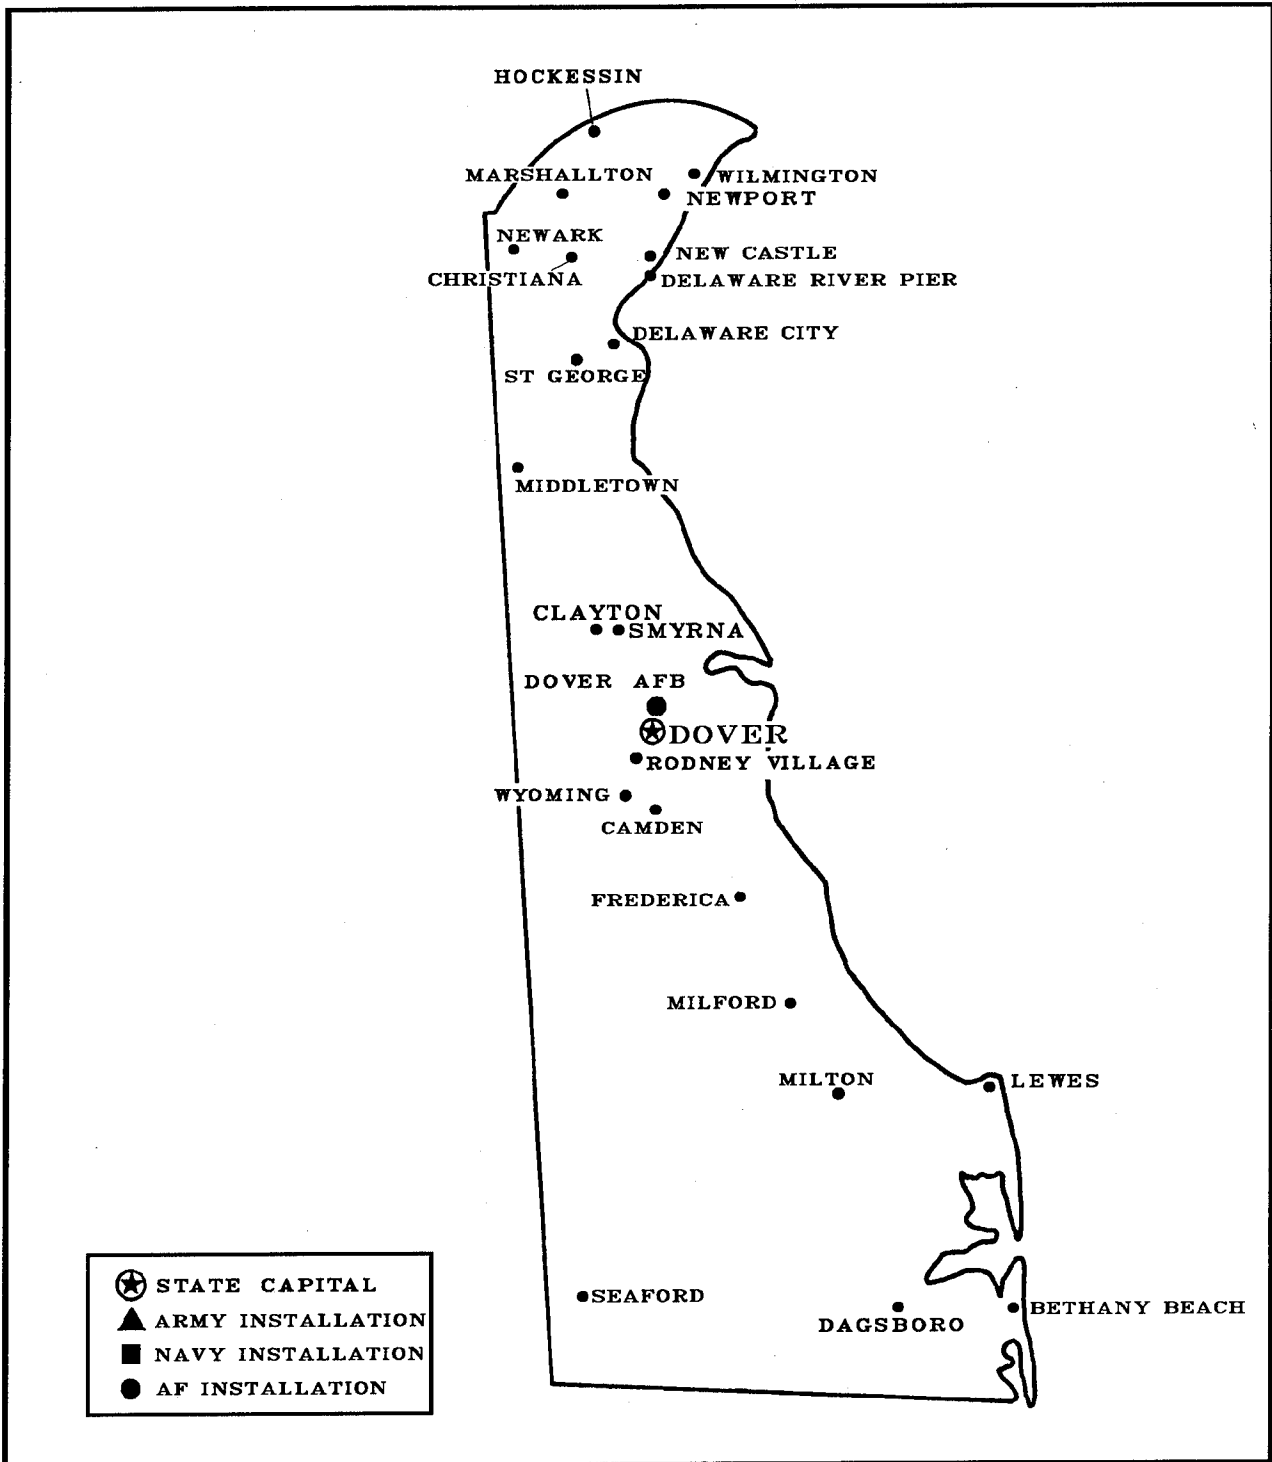 HOCKESSIN
MARSHALLTON
WILMINGTON
NEWPORT
NEWARK
NEW CASTLE
CHRISTIANA
DELAWARE RIVER PIER
DELAWARE CITY
ST GEORGE
MIDDLETOWN
CLAYTON
SMYRNA
DOVER AFB
DOVER
RODNEY VILLAGE
WYOMING
CAMDEN
FREDERICA
MILFORD
MILTON
LEWES
SEAFORD
DAGSBORO
BETHANY BEACH
STATE CAPITAL
ARMY INSTALLATION
NAVY INSTALLATION
AF INSTALLATION